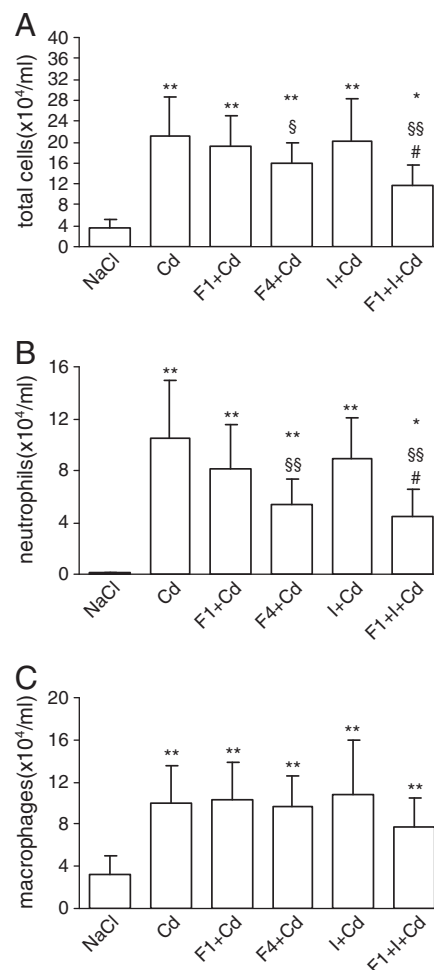 A
total cells(x10⁴/ml)
40
36
32
28
24
20
16
12
8
4
0
** ** ** ** *
§ §§
#
NaCl Cd F1+Cd F4+Cd I+Cd F1+I+Cd
B
neutrophils(x10⁴/ml)
16
12
8
4
0
** ** ** ** *
§§ §§
#
NaCl Cd F1+Cd F4+Cd I+Cd F1+I+Cd
C
macrophages(x10⁴/ml)
20
16
12
8
4
0
** ** ** ** **
NaCl Cd F1+Cd F4+Cd I+Cd F1+I+Cd